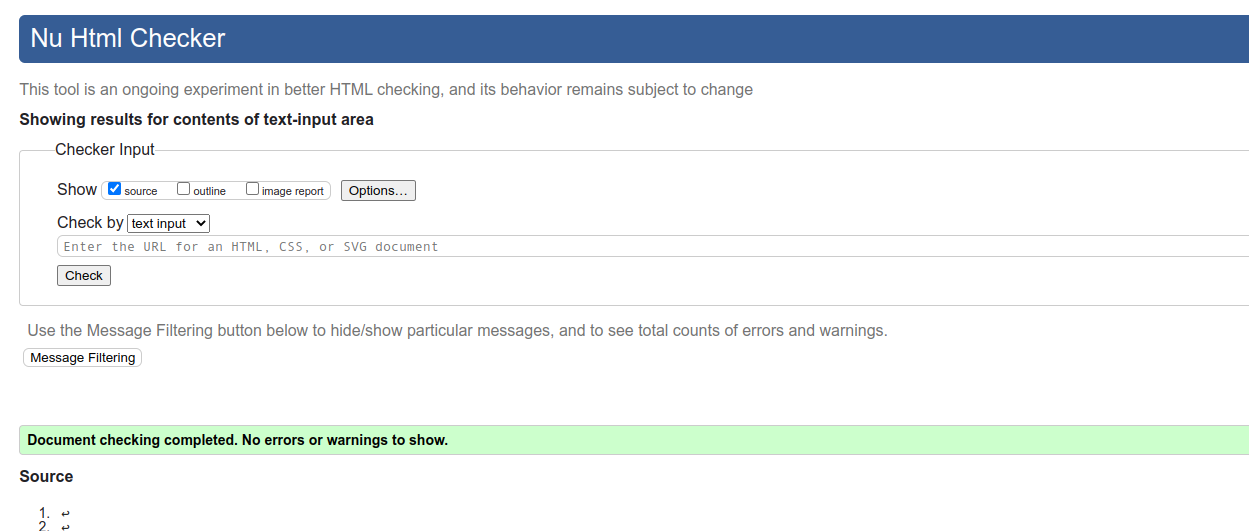 Nu Html Checker
This tool is an ongoing experiment in better HTML checking, and its behavior remains subject to change
Showing results for contents of text-input area
Checker Input
Show source outline image report Options...
Check by text input
Enter the URL for an HTML, CSS, or SVG document
Check
Use the Message Filtering button below to hide/show particular messages, and to see total counts of errors and warnings.
Message Filtering
Document checking completed. No errors or warnings to show.
Source
1. ↩
2. ↩